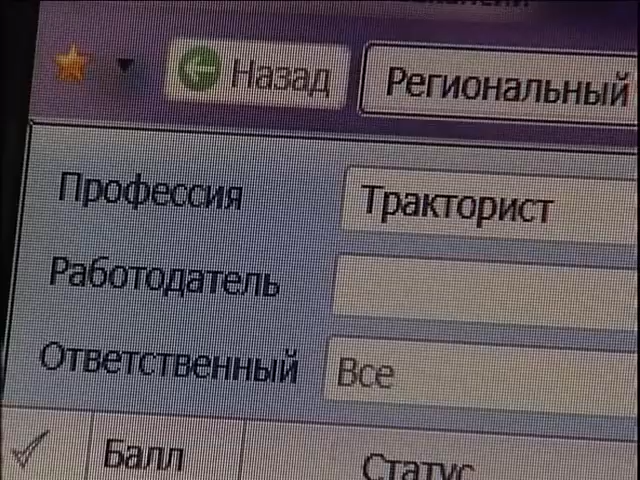 Назад Региональный
Профессия Тракторист
Работодатель
Ответственный Все
Балл Статус